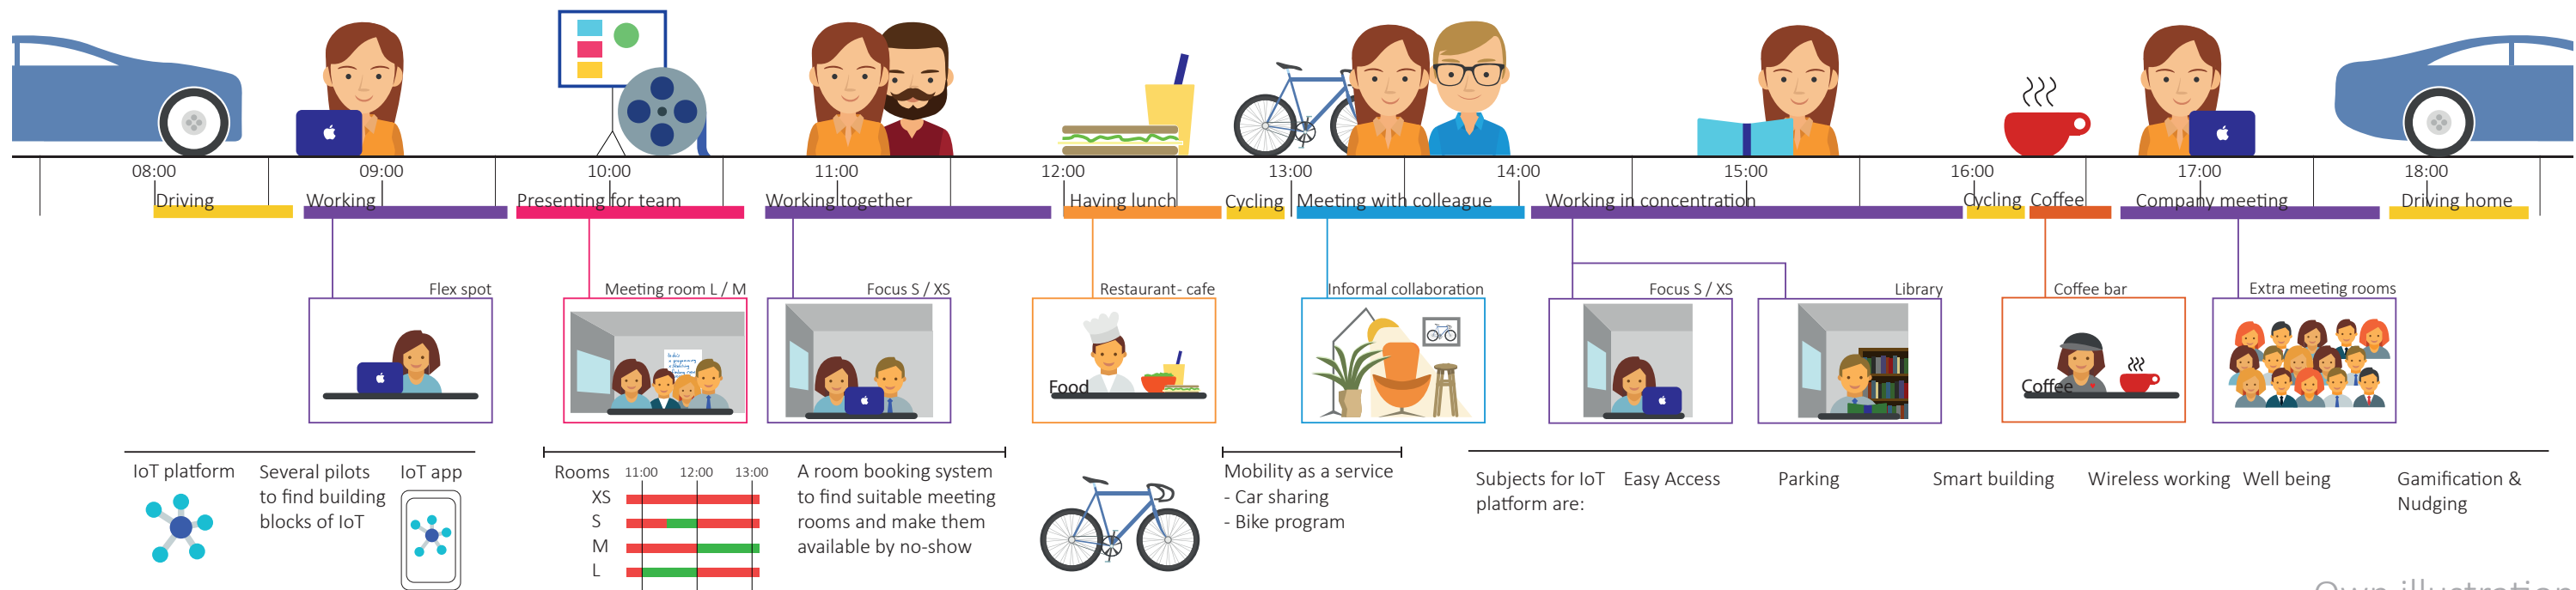 08:00 09:00 10:00 11:00 12:00 13:00 14:00 15:00 16:00 17:00 18:00
Driving Working Presenting for team Working together Having lunch Cycling Meeting with colleague Working in concentration Cycling Coffee Company meeting Driving home
Flex spot Meeting room L / M Focus S / XS Restaurant- cafe Informal collaboration Focus S / XS Library Coffee bar Extra meeting rooms
Food
Coffee
IoT platform
Several pilots
to find building
blocks of IoT
IoT app
Rooms 11:00 12:00 13:00
XS
S
M
L
A room booking system
to find suitable meeting
rooms and make them
available by no-show
Mobility as a service
- Car sharing
- Bike program
Subjects for IoT
platform are:
Easy Access
Parking
Smart building
Wireless working
Well being
Gamification &
Nudging
Own illustration